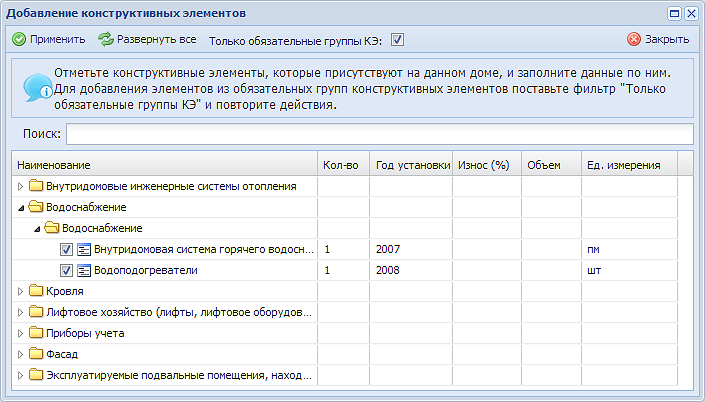 Добавление конструктивных элементов
Применить Развернуть все Только обязательные группы КЭ: Закрыть
Отметьте конструктивные элементы, которые присутствуют на данном доме, и заполните данные по ним.
Для добавления элементов из обязательных групп конструктивных элементов поставьте фильтр "Только
обязательные группы КЭ" и повторите действия.
Поиск:
Наименование Кол-во Год установки Износ (%) Объем Ед. измерения
Внутридомовые инженерные системы отопления
Водоснабжение
Водоснабжение
Внутридомовая система горячего водосн... 1 2007 пм
Водоподогреватели 1 2008 шт
Кровля
Лифтовое хозяйство (лифты, лифтовое оборудов...
Приборы учета
Фасад
Эксплуатируемые подвальные помещения, наход...